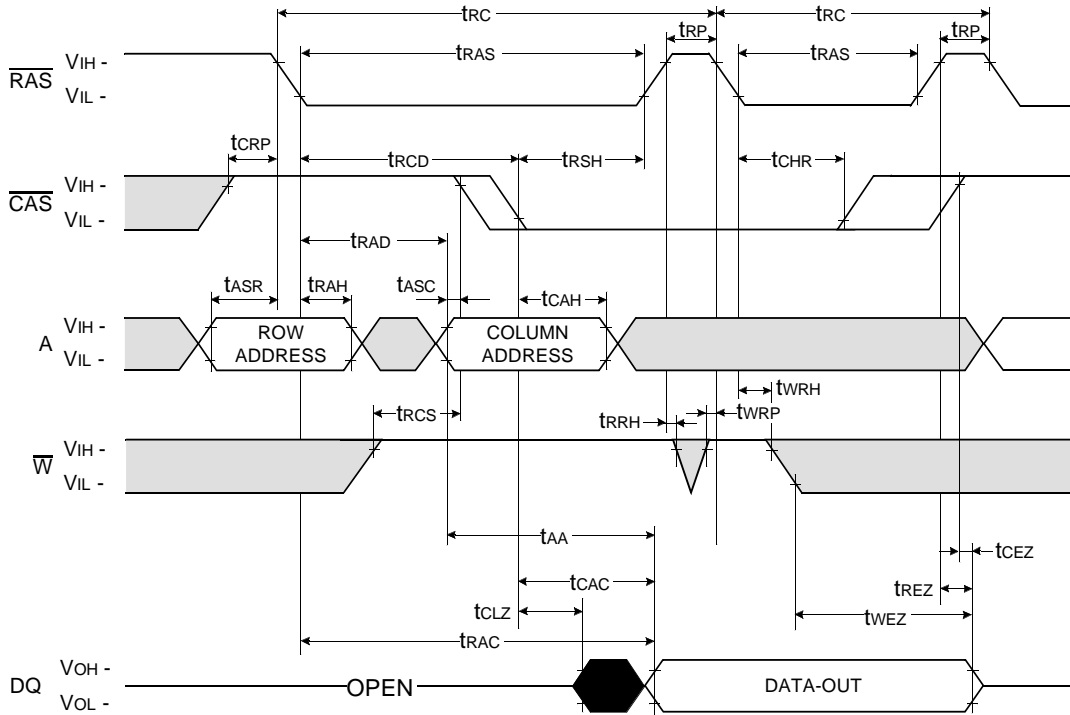 tRC tRC
tRP tRP
tRAS tRAS
RAS VIH -
VIL -
tCRP tRCD tRSH tCHR
CAS VIH -
VIL -
tRAD
tASR tRAH tASC tCAH
A VIH -
VIL -
ROW
ADDRESS
COLUMN
ADDRESS
tWRH
tRCS tRRH tWRP
W VIH -
VIL -
tAA tCEZ
tCAC tREZ
tCLZ tWEZ
tRAC
DQ VOH -
VOL -
OPEN DATA-OUT